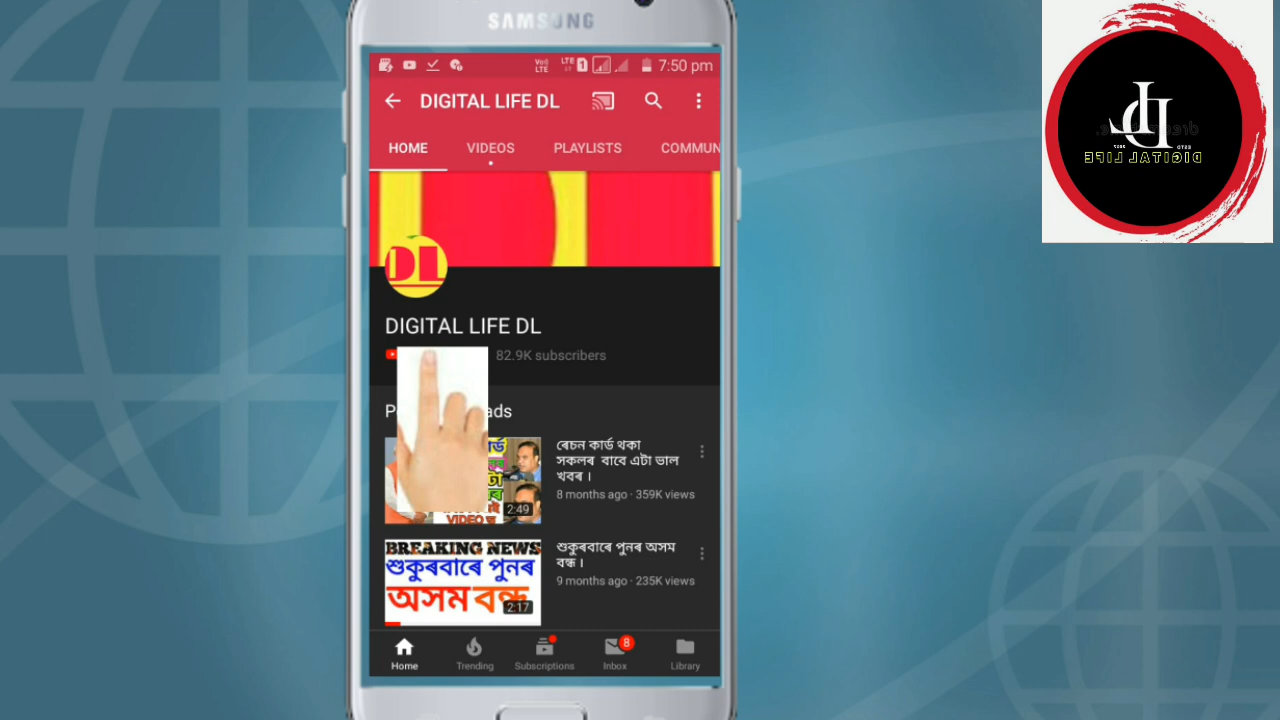 SAMSUNG
7:50 pm
DIGITAL LIFE DL
HOME VIDEOS PLAYLISTS COMMUN
DL
DIGITAL LIFE DL
82.9K subscribers
ads
ৰেচন কাৰ্ড থকা
সকলৰ বাবে এটা ভাল
খবৰ ।
8 months ago · 359K views
2:49
BREAKING NEWS
শুকুৰবাৰে পুনৰ
অসম বন্ধ
2:17
শুকুৰবাৰে পুনৰ অসম
বন্ধ ।
9 months ago · 235K views
Home Trending Subscriptions Inbox 8 Library
DIGITAL LIFE